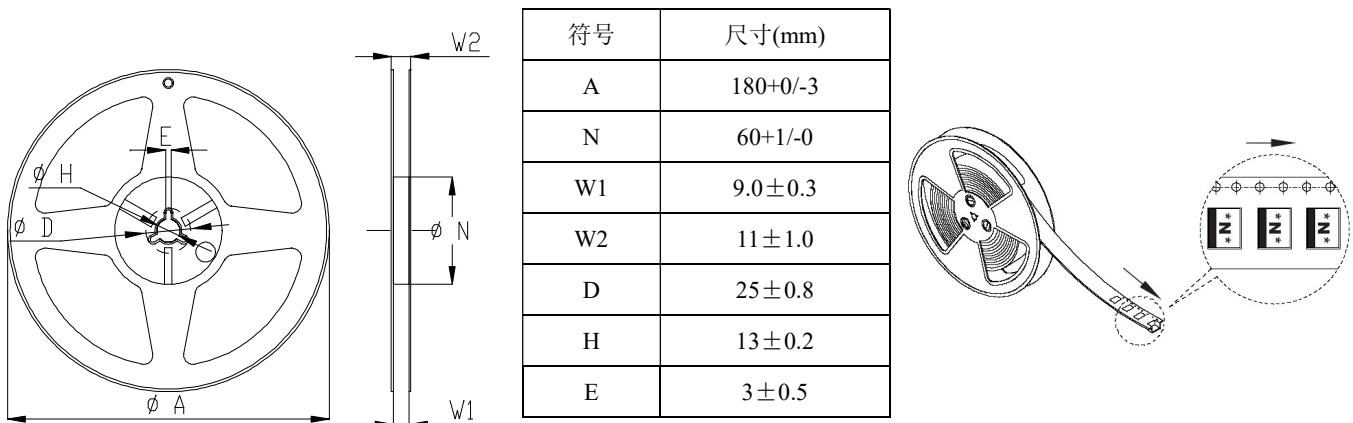 W2
E
ϕ H
ϕ D
ϕ N
ϕ A
W1
符号 尺寸(mm)
A 180+0/-3
N 60+1/-0
W1 9.0±0.3
W2 11±1.0
D 25±0.8
H 13±0.2
E 3±0.5
*N* *N* *N*